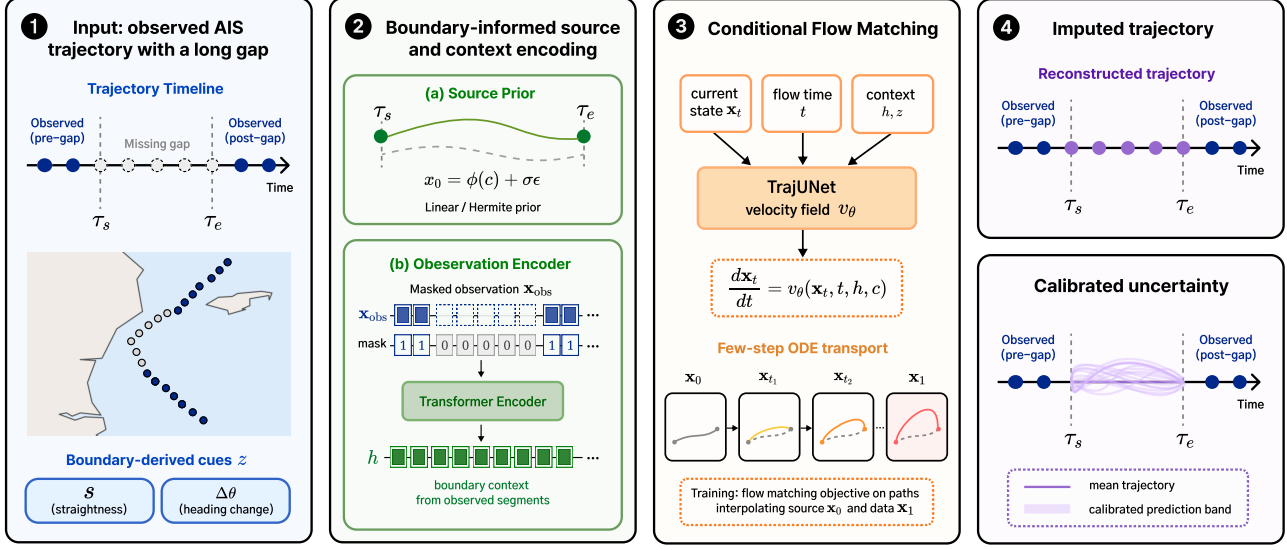 1 Input: observed AIS
trajectory with a long gap
Trajectory Timeline
Observed
(pre-gap)
Missing gap
Observed
(post-gap)
Time
τs
τe
Boundary-derived cues z
s
(straightness)
Δθ
(heading change)
2 Boundary-informed source
and context encoding
(a) Source Prior
τs
τe
x0 = ϕ(c) + σϵ
Linear / Hermite prior
(b) Obeservation Encoder
Masked observation xobs
xobs ...
mask 1 1 0 0 0 0 0 1 1 ...
Transformer Encoder
h ...
boundary context
from observed segments
3 Conditional Flow Matching
current
state xt
flow time
t
context
h, z
TrajUNet
velocity field vθ
dxt/dt = vθ(xt, t, h, c)
Few-step ODE transport
x0 xt1 xt2 x1
...
Training: flow matching objective on paths
interpolating source x0 and data x1
4 Imputed trajectory
Reconstructed trajectory
Observed
(pre-gap)
Observed
(post-gap)
Time
τs
τe
Calibrated uncertainty
Observed
(pre-gap)
Observed
(post-gap)
Time
τs
τe
mean trajectory
calibrated prediction band